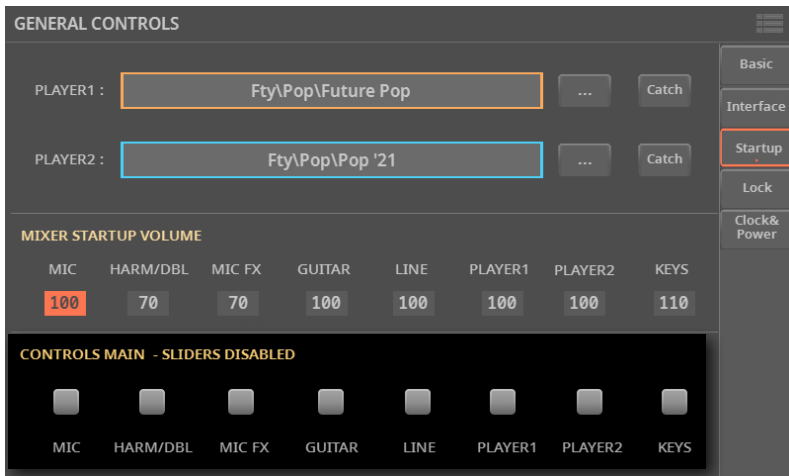 GENERAL CONTROLS
PLAYER1 : Fty\Pop\Future Pop ... Catch
PLAYER2 : Fty\Pop\Pop '21 ... Catch
MIXER STARTUP VOLUME
MIC HARM/DBL MIC FX GUITAR LINE PLAYER1 PLAYER2 KEYS
100 70 70 100 100 100 100 110
CONTROLS MAIN - SLIDERS DISABLED
MIC HARM/DBL MIC FX GUITAR LINE PLAYER1 PLAYER2 KEYS
Basic
Interface
Startup
Lock
Clock&
Power